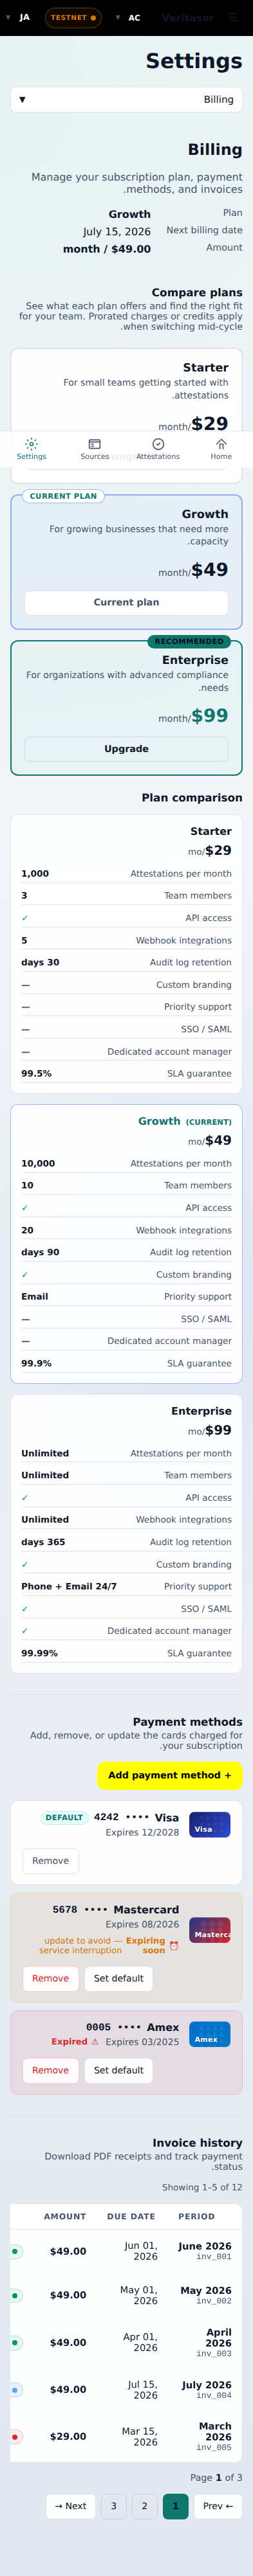 JA
TESTNET
AC
Veritasor
Settings
Billing
Billing
Manage your subscription plan, payment
.methods, and invoices
Plan
Growth
Next billing date
July 15, 2026
Amount
month / $49.00
Compare plans
See what each plan offers and find the right fit
for your team. Prorated charges or credits apply
.when switching mid-cycle
Starter
For small teams getting started with
.attestations
month/$29
Settings
Sources
Attestations
Home
CURRENT PLAN
Growth
For growing businesses that need more
.capacity
month/$49
Current plan
RECOMMENDED
Enterprise
For organizations with advanced compliance
.needs
month/$99
Upgrade
Plan comparison
Starter
mo/$29
Attestations per month
1,000
Team members
3
API access
✓
Webhook integrations
5
Audit log retention
days 30
Custom branding
—
Priority support
—
SSO / SAML
—
Dedicated account manager
—
SLA guarantee
99.5%
Growth (CURRENT)
mo/$49
Attestations per month
10,000
Team members
10
API access
✓
Webhook integrations
20
Audit log retention
days 90
Custom branding
✓
Priority support
Email
SSO / SAML
—
Dedicated account manager
—
SLA guarantee
99.9%
Enterprise
mo/$99
Attestations per month
Unlimited
Team members
Unlimited
API access
✓
Webhook integrations
Unlimited
Audit log retention
days 365
Custom branding
✓
Priority support
Phone + Email 24/7
SSO / SAML
✓
Dedicated account manager
✓
SLA guarantee
99.99%
Payment methods
Add, remove, or update the cards charged for
.your subscription
Add payment method +
Visa
DEFAULT 4242 •••• Visa
Expires 12/2028
Remove
Masterca
5678 •••• Mastercard
Expires 08/2026
update to avoid — Expiring
service interruption soon
Remove
Set default
Amex
0005 •••• Amex
Expired ⚠ Expires 03/2025
Remove
Set default
Invoice history
Download PDF receipts and track payment
.status
Showing 1–5 of 12
AMOUNT
DUE DATE
PERIOD
$49.00
Jun 01,
2026
June 2026
inv_001
$49.00
May 01,
2026
May 2026
inv_002
$49.00
Apr 01,
2026
April
2026
inv_003
$49.00
Jul 15,
2026
July 2026
inv_004
$29.00
Mar 15,
2026
March
2026
inv_005
Page 1 of 3
→ Next
3
2
1
Prev ←